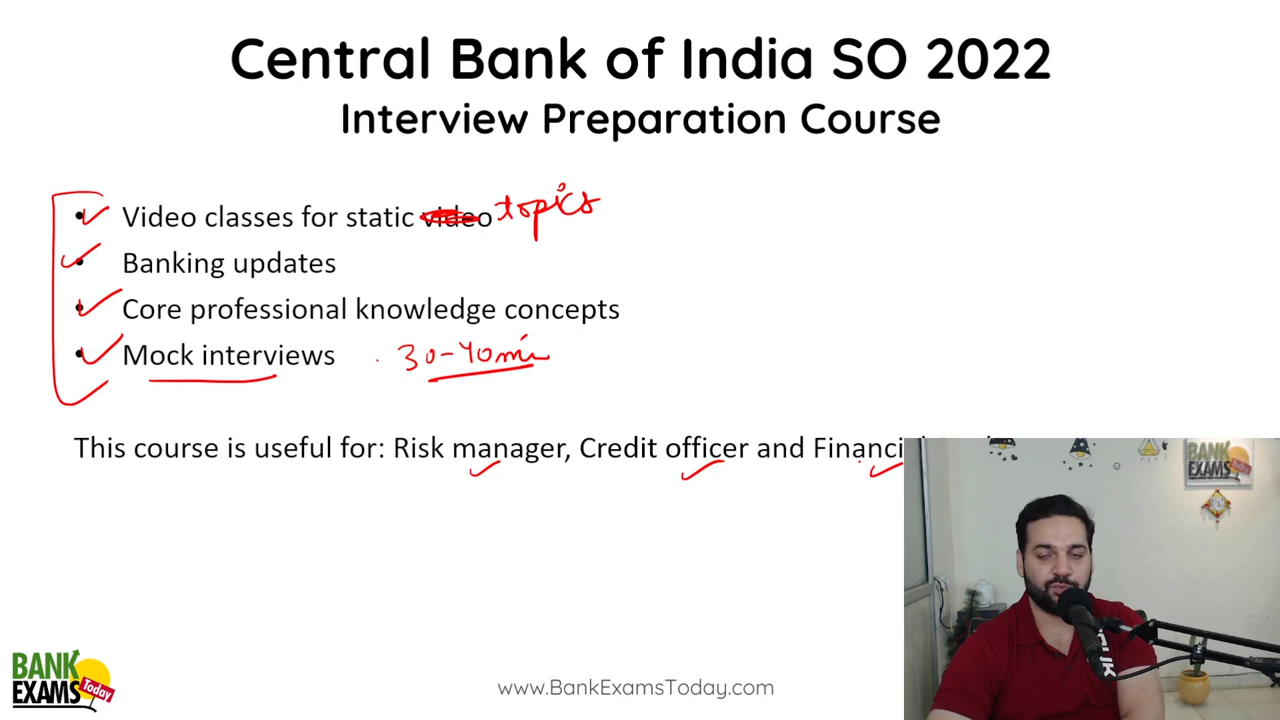 Central Bank of India SO 2022
Interview Preparation Course
• Video classes for static video topics
• Banking updates
• Core professional knowledge concepts
• Mock interviews 30-40min
This course is useful for: Risk manager, Credit officer and Financi
BANK
EXAMS
BANK
EXAMS
Today
www.BankExamsToday.com